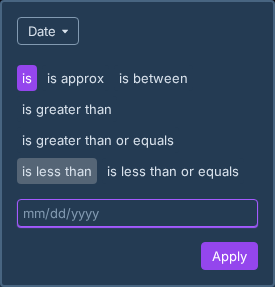 Date
is is approx is between
is greater than
is greater than or equals
is less than is less than or equals
mm/dd/yyyy
Apply